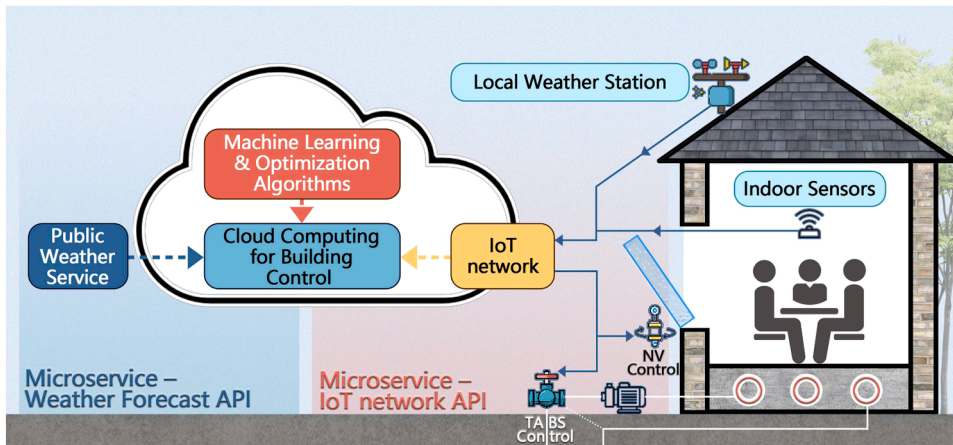 Local Weather Station
Machine Learning
& Optimization
Algorithms
Indoor Sensors
Public
Weather
Service
Cloud Computing
for Building
Control
IoT
network
NV
Control
Microservice –
Weather Forecast API
Microservice –
IoT network API
TABS
Control